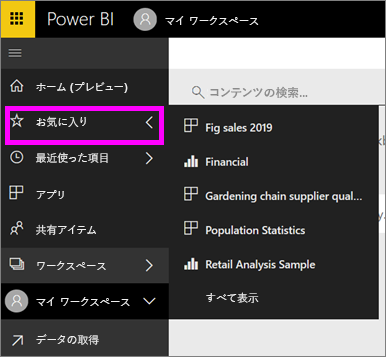 Power BI マイ ワークスペース
ホーム (プレビュー)
お気に入り
最近使った項目
アプリ
共有アイテム
ワークスペース
マイ ワークスペース
データの取得
コンテンツの検索...
Fig sales 2019
Financial
Gardening chain supplier qual...
Population Statistics
Retail Analysis Sample
すべて表示